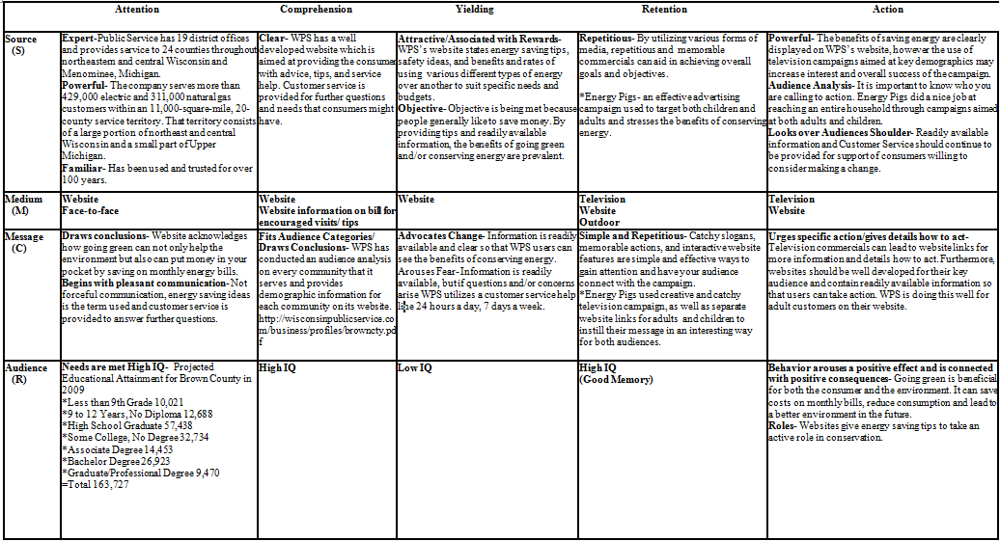 Attention
Comprehension
Yielding
Retention
Action
Source
(S)
Expert- Public Service has 19 district offices
and provides service to 24 counties throughout
northeastern and central Wisconsin and
Menominee, Michigan.
Powerful- The company serves more than
429,000 electric and 311,000 natural gas
customers within an 11,000-square-mile, 20-
county service territory. That territory consists
of a large portion of northeast and central
Wisconsin and a small part of Upper
Michigan.
Familiar- Has been used and trusted for over
100 years.
Clear- WPS has a well
developed website which is
aimed at providing the consumer
with advice, tips, and service
help. Customer service is
provided for further questions
and needs that consumers might
have.
Attractive/Associated with Rewards-
WPS's website states energy saving tips,
safety ideas, and benefits and rates of
using various different types of energy
over another to suit specific needs and
budgets.
Objective- Objective is being met because
people generally like to save money. By
providing tips and readily available
information, the benefits of going green
and/or conserving energy are prevalent.
Repetitious- By utilizing various forms of
media, repetitious and memorable
commercials can aid in achieving overall
goals and objectives.
*Energy Pigs- an effective advertising
campaign used to target both children and
adults and stresses the benefits of conserving
energy.
Powerful- The benefits of saving energy are clearly
displayed on WPS's website, however the use of
television campaigns aimed at key demographics may
increase interest and overall success of the campaign.
Audience Analysis- It is important to know who you
are calling to action. Energy Pigs did a nice job at
reaching an entire household through campaigns aimed
at both adults and children.
Looks over Audiences Shoulder- Readily available
information and Customer Service should continue to
be provided for support of consumers willing to
consider making a change.
Medium
(M)
Website
Face-to-face
Website
Website information on bill for
encouraged visits/ tips
Website
Television
Website
Outdoor
Television
Website
Message
(C)
Draws conclusions- Website acknowledges
how going green can not only help the
environment but also can put money in your
pocket by saving on monthly energy bills.
Begins with pleasant communication- Not
forceful communication, energy saving ideas
is the term used and customer service is
provided to answer further questions.
Fits Audience Categories/
Draws Conclusions- WPS has
conducted an audience analysis
on every community that it
serves and provides
demographic information for
each community on its website.
http://wisconsinpublicservice.co
m/business/profiles/browncty.pd
f
Advocates Change- Information is readily
available and clear so that WPS users can
see the benefits of conserving energy.
Arouses Fear- Information is readily
available, but if questions and/or concerns
arise WPS utilizes a customer service help
line 24 hours a day, 7 days a week.
Simple and Repetitious- Catchy slogans,
memorable actions, and interactive website
features are simple and effective ways to
gain attention and have your audience
connect with the campaign.
*Energy Pigs used creative and catchy
television campaign, as well as separate
website links for adults and children to
instill their message in an interesting way
for both audiences.
Urges specific action/gives details how to act-
Television commercials can lead to website links for
more information and details how to act. Furthermore,
websites should be well developed for their key
audience and contain readily available information so
that users can take action. WPS is doing this well for
adult customers on their website.
Audience
(R)
Needs are met High IQ- Projected
Educational Attainment for Brown County in
2009
*Less than 9th Grade 10,021
*9 to 12 Years, No Diploma 12,688
*High School Graduate 57,438
*Some College, No Degree 32,734
*Associate Degree 14,453
*Bachelor Degree 26,923
*Graduate/Professional Degree 9,470
=Total 163,727
High IQ
Low IQ
High IQ
(Good Memory)
Behavior arouses a positive effect and is connected
with positive consequences- Going green is beneficial
for both the consumer and the environment. It can save
costs on monthly bills, reduce consumption and lead to
a better environment in the future.
Roles- Websites give energy saving tips to take an
active role in conservation.